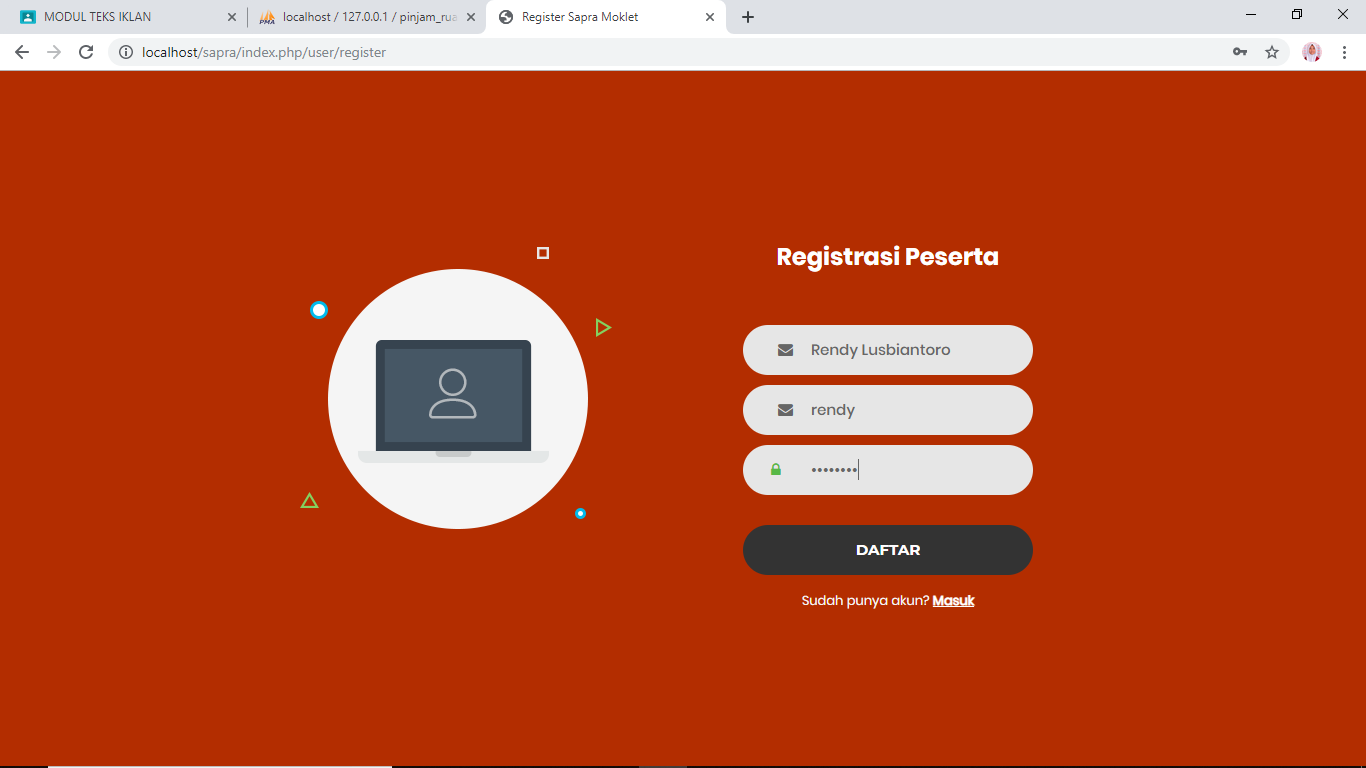 MODUL TEKS IKLAN
localhost / 127.0.0.1 / pinjam_rua
Register Sapra Moklet
localhost/sapra/index.php/user/register
Registrasi Peserta
Rendy Lusbiantoro
rendy
••••••••
DAFTAR
Sudah punya akun? Masuk